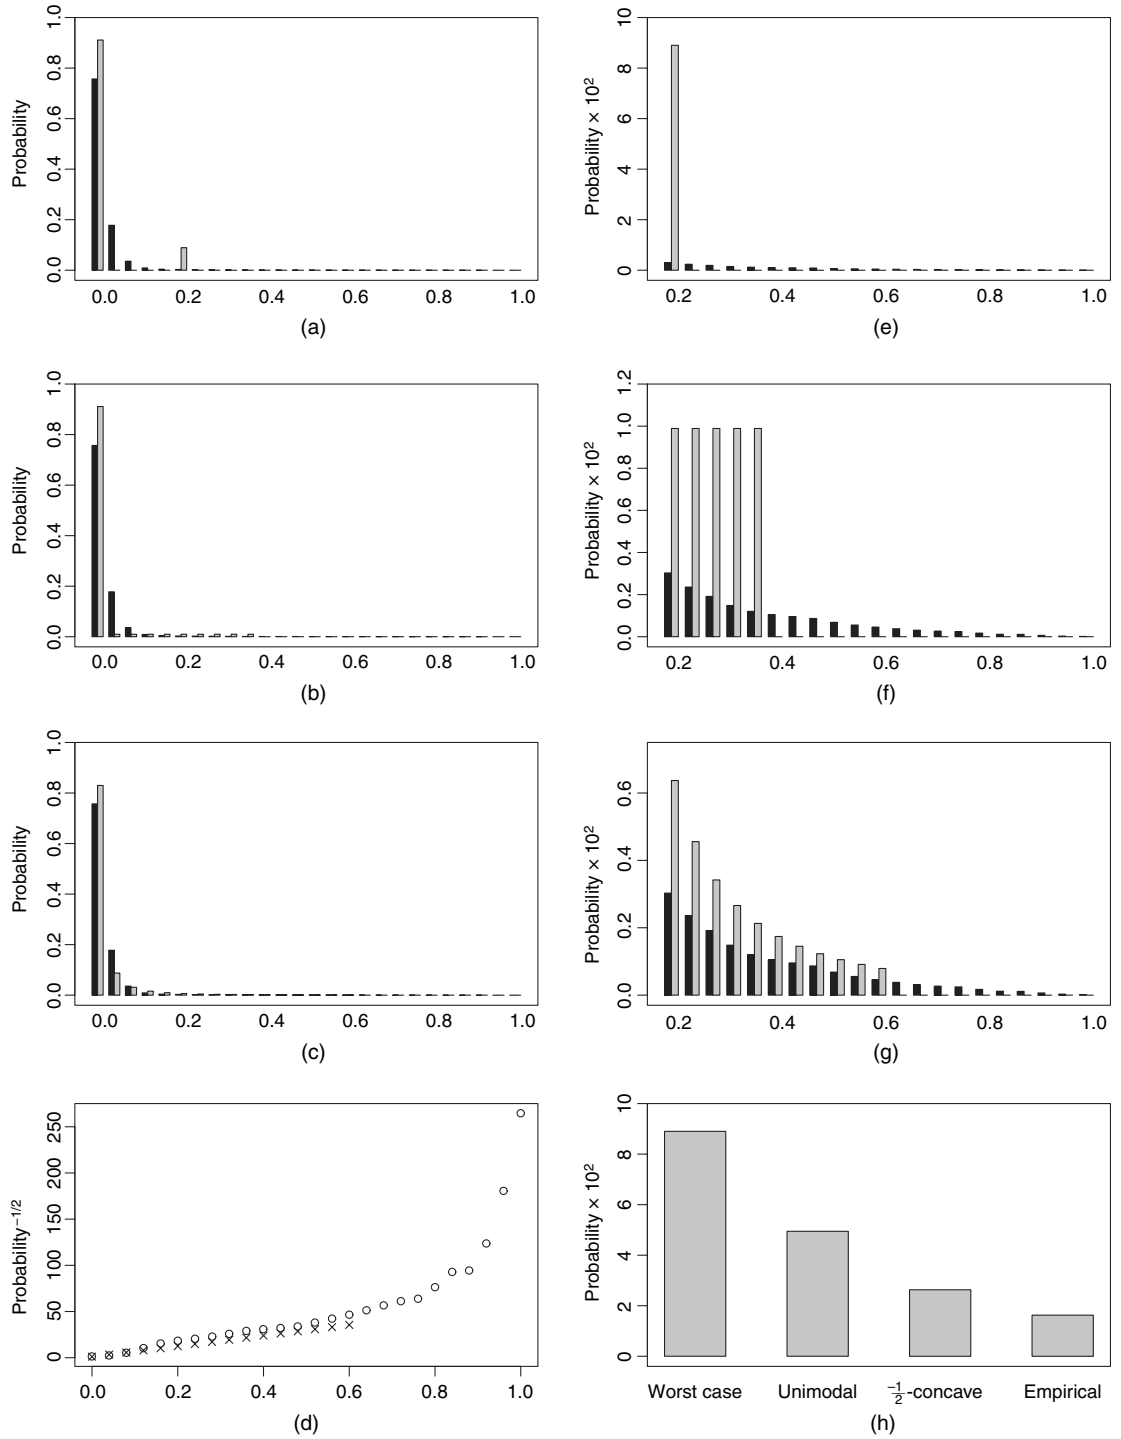 Probability
0.0 0.2 0.4 0.6 0.8 1.0
0.0 0.2 0.4 0.6 0.8 1.0
(a)
Probability × 10²
0 2 4 6 8 10
0.2 0.4 0.6 0.8 1.0
(e)
Probability
0.0 0.2 0.4 0.6 0.8 1.0
0.0 0.2 0.4 0.6 0.8 1.0
(b)
Probability × 10²
0.0 0.2 0.4 0.6 0.8 1.0 1.2
0.2 0.4 0.6 0.8 1.0
(f)
Probability
0.0 0.2 0.4 0.6 0.8 1.0
0.0 0.2 0.4 0.6 0.8 1.0
(c)
Probability × 10²
0.0 0.2 0.4 0.6
0.2 0.4 0.6 0.8 1.0
(g)
Probability⁻¹/²
0 50 100 150 200 250
0.0 0.2 0.4 0.6 0.8 1.0
(d)
Probability × 10²
0 2 4 6 8 10
Worst case Unimodal −1/2-concave Empirical
(h)